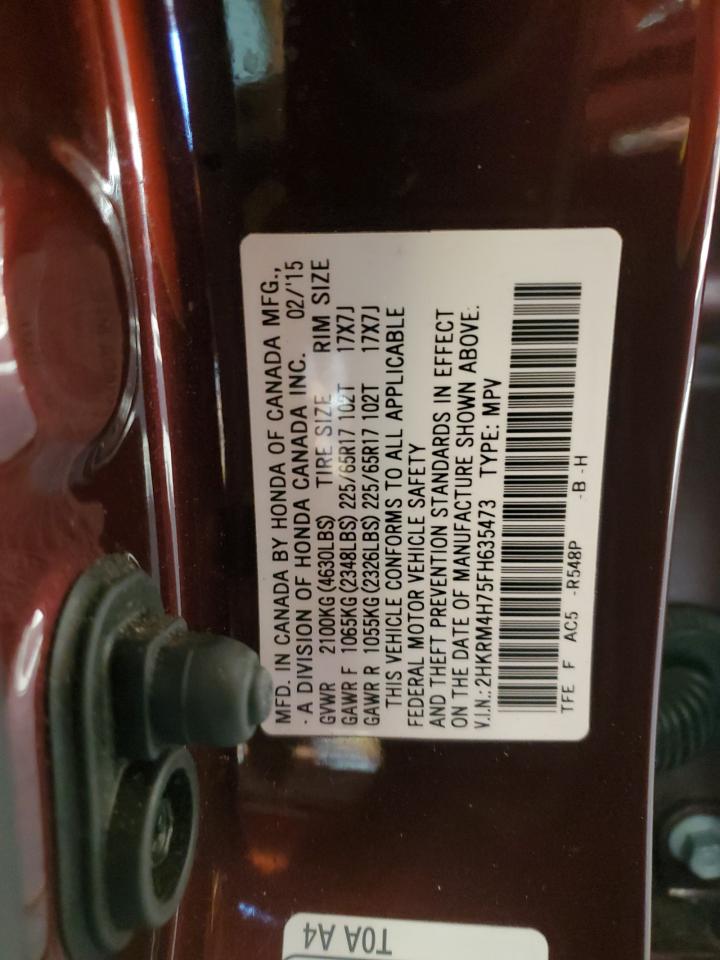 MFD. IN CANADA BY HONDA OF CANADA MFG.,
- A DIVISION OF HONDA CANADA INC. 02/'15
GVWR 2100KG (4630LBS) TIRE SIZE RIM SIZE
GAWR F 1065KG (2348LBS) 225/65R17 102T 17X7J
GAWR R 1055KG (2326LBS) 225/65R17 102T 17X7J
THIS VEHICLE CONFORMS TO ALL APPLICABLE
FEDERAL MOTOR VEHICLE SAFETY
AND THEFT PREVENTION STANDARDS IN EFFECT
ON THE DATE OF MANUFACTURE SHOWN ABOVE.
V.I.N.: 2HKRM4H75FH635473 TYPE: MPV
TFE F AC5 -R548P -B -H
T0A A4